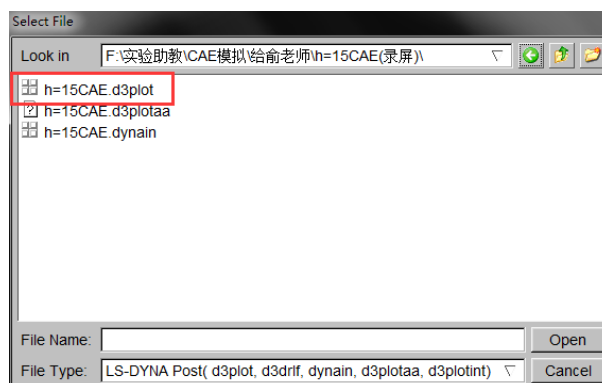 Select File
Look in F:\实验助教\CAE模拟\给俞老师\h=15CAE(录屏)\
h=15CAE.d3plot
h=15CAE.d3plotaa
h=15CAE.dynain
File Name: Open
File Type: LS-DYNA Post( d3plot, d3drlf, dynain, d3plotaa, d3plotint) Cancel